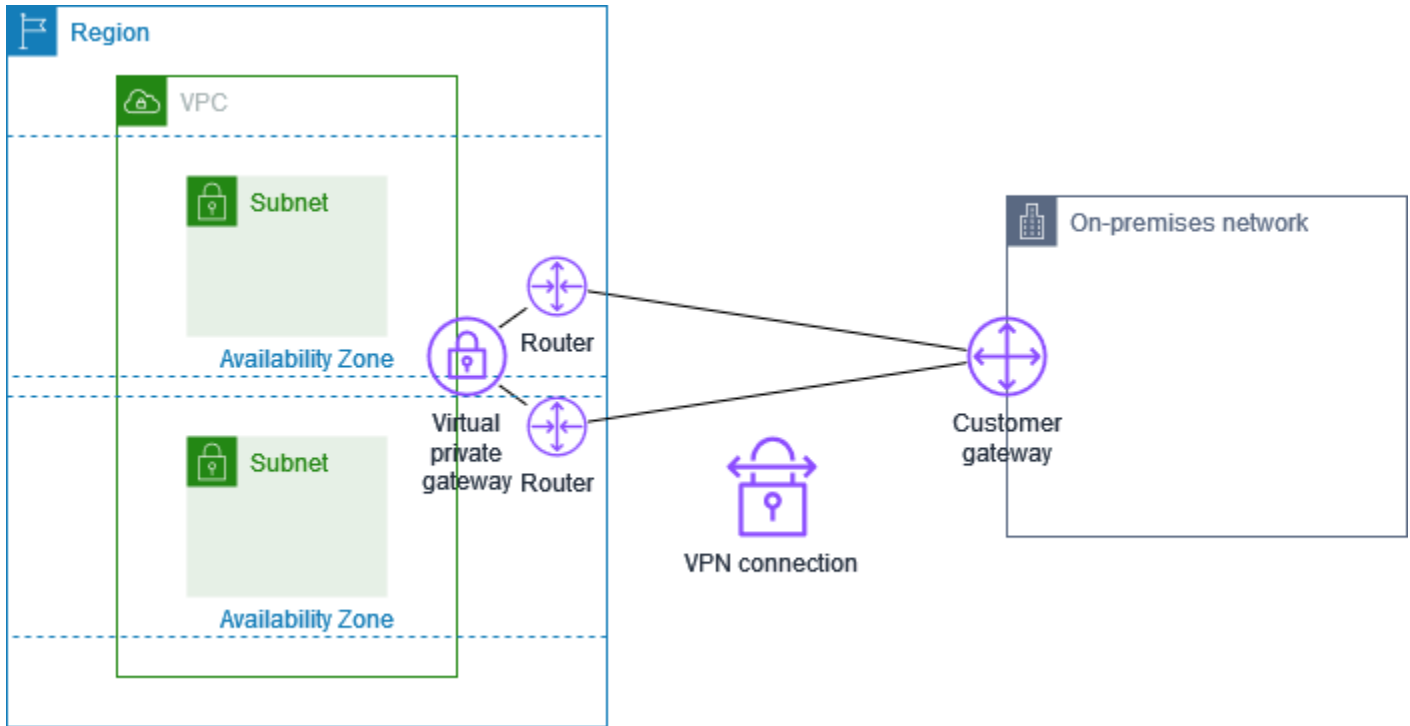 Region
VPC
Subnet
On-premises network
Router
Availability Zone
Virtual
private
gateway
Customer
gateway
Subnet
Router
VPN connection
Availability Zone